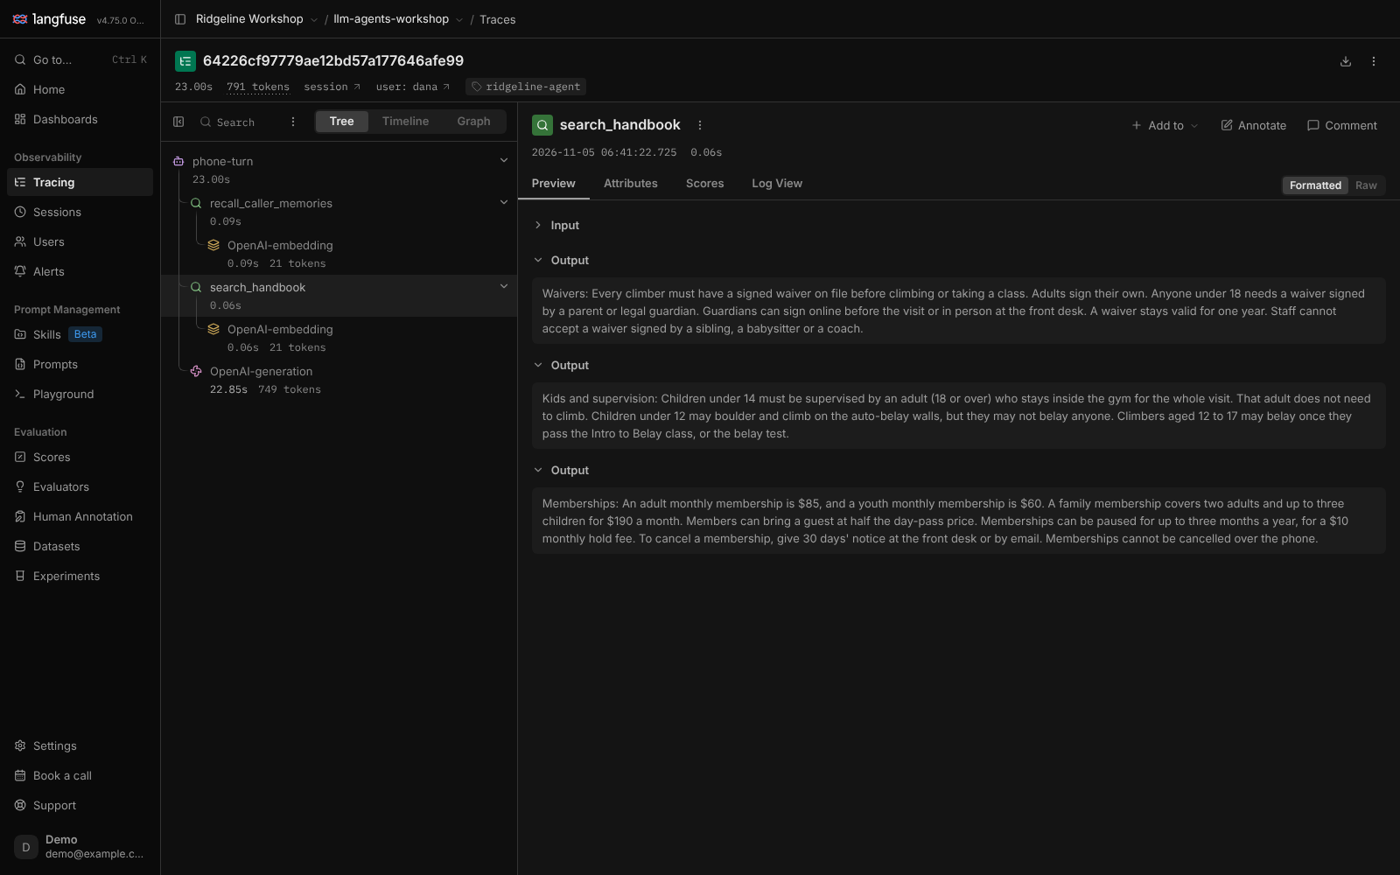 langfuse v4.75.0 O...
Ridgeline Workshop / llm-agents-workshop / Traces
Go to... Ctrl K
Home
Dashboards
Observability
Tracing
Sessions
Users
Alerts
Prompt Management
Skills Beta
Prompts
Playground
Evaluation
Scores
Evaluators
Human Annotation
Datasets
Experiments
Settings
Book a call
Support
D
Demo
demo@example.c...
64226cf97779ae12bd57a177646afe99
23.00s 791 tokens session user: dana ridgeline-agent
Search Tree Timeline Graph
phone-turn
23.00s
recall_caller_memories
0.09s
OpenAI-embedding
0.09s 21 tokens
search_handbook
0.06s
OpenAI-embedding
0.06s 21 tokens
OpenAI-generation
22.85s 749 tokens
search_handbook
Add to Annotate Comment
2026-11-05 06:41:22.725 0.06s
Preview Attributes Scores Log View
Formatted Raw
Input
Output
Waivers: Every climber must have a signed waiver on file before climbing or taking a class. Adults sign their own. Anyone under 18 needs a waiver signed
by a parent or legal guardian. Guardians can sign online before the visit or in person at the front desk. A waiver stays valid for one year. Staff cannot
accept a waiver signed by a sibling, a babysitter or a coach.
Output
Kids and supervision: Children under 14 must be supervised by an adult (18 or over) who stays inside the gym for the whole visit. That adult does not need
to climb. Children under 12 may boulder and climb on the auto-belay walls, but they may not belay anyone. Climbers aged 12 to 17 may belay once they
pass the Intro to Belay class, or the belay test.
Output
Memberships: An adult monthly membership is $85, and a youth monthly membership is $60. A family membership covers two adults and up to three
children for $190 a month. Members can bring a guest at half the day-pass price. Memberships can be paused for up to three months a year, for a $10
monthly hold fee. To cancel a membership, give 30 days' notice at the front desk or by email. Memberships cannot be cancelled over the phone.